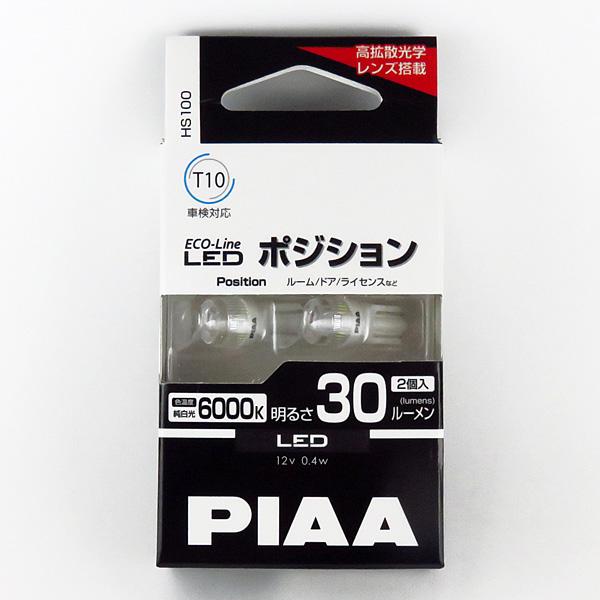 高拡散光学
レンズ搭載
HS100
T10
車検対応
ECO-Line
LED ポジション
Position ルーム/ドア/ライセンスなど
PIAA
PIAA
色温度
純白光 6000K 明るさ 30 ルーメン
2個入
(lumens)
LED
12v 0.4w
PIAA